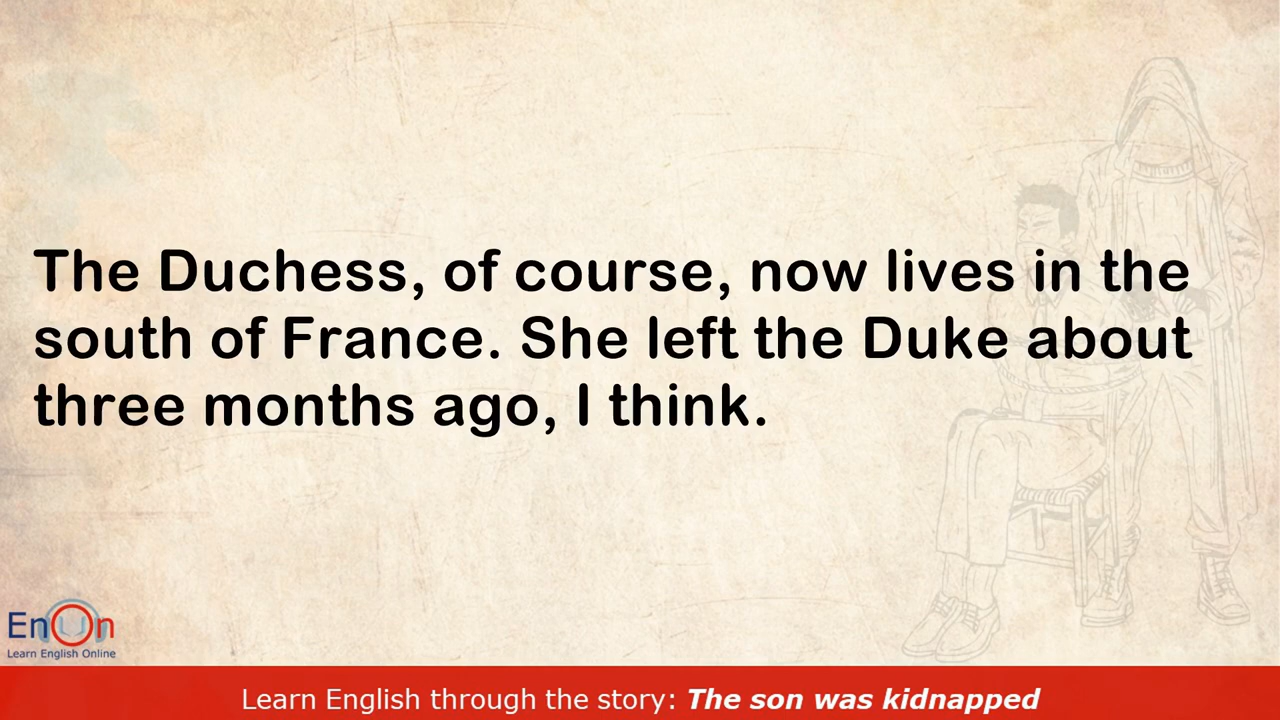 The Duchess, of course, now lives in the
south of France. She left the Duke about
three months ago, I think.
EnOn
Learn English Online
Learn English through the story: The son was kidnapped